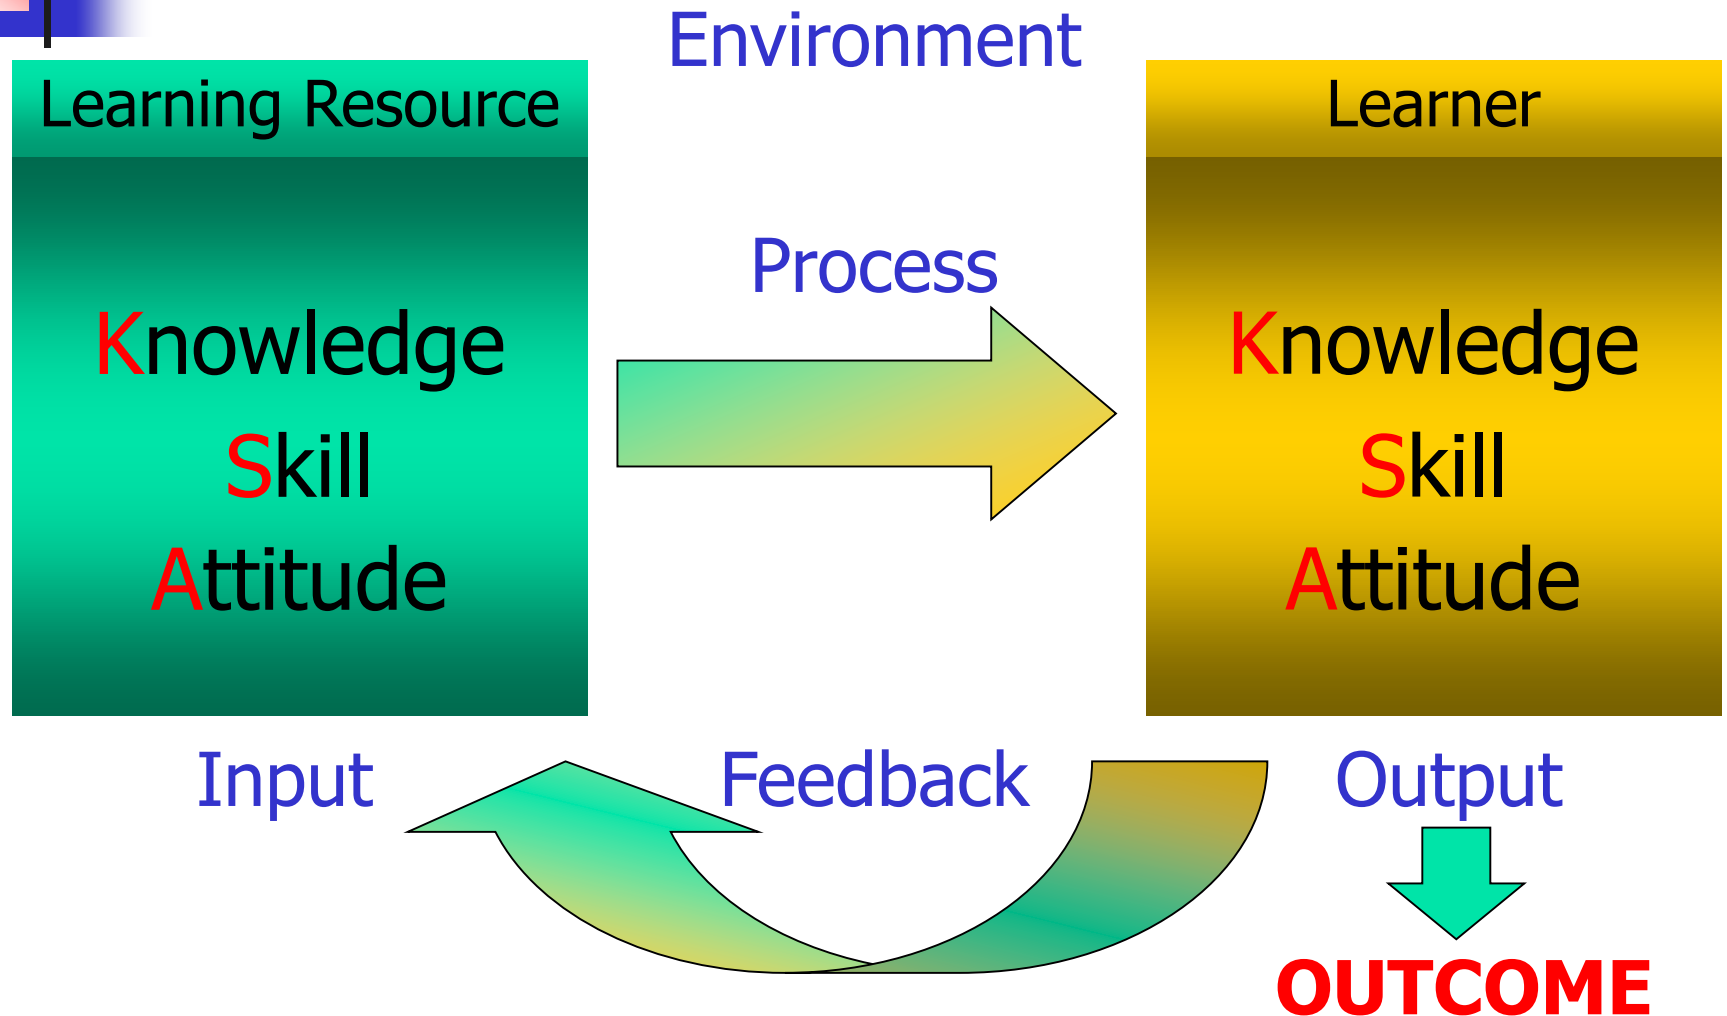 Environment
Learning Resource
Learner
Process
Knowledge
Skill
Attitude
Knowledge
Skill
Attitude
Input
Feedback
Output
OUTCOME